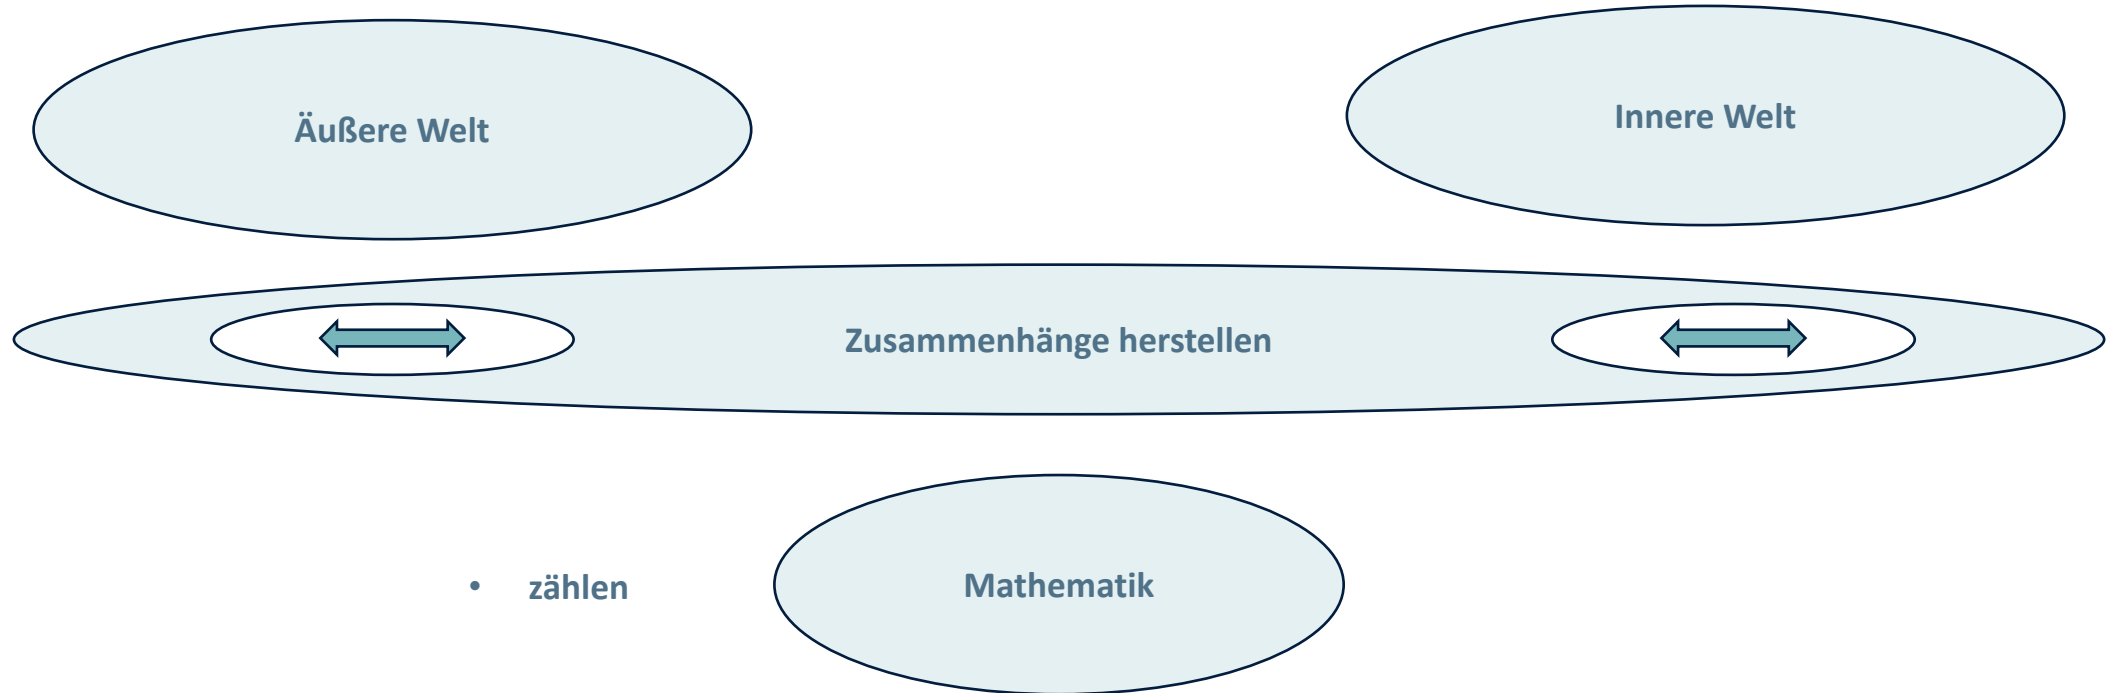 Äußere Welt
Innere Welt
Zusammenhänge herstellen
• zählen
Mathematik